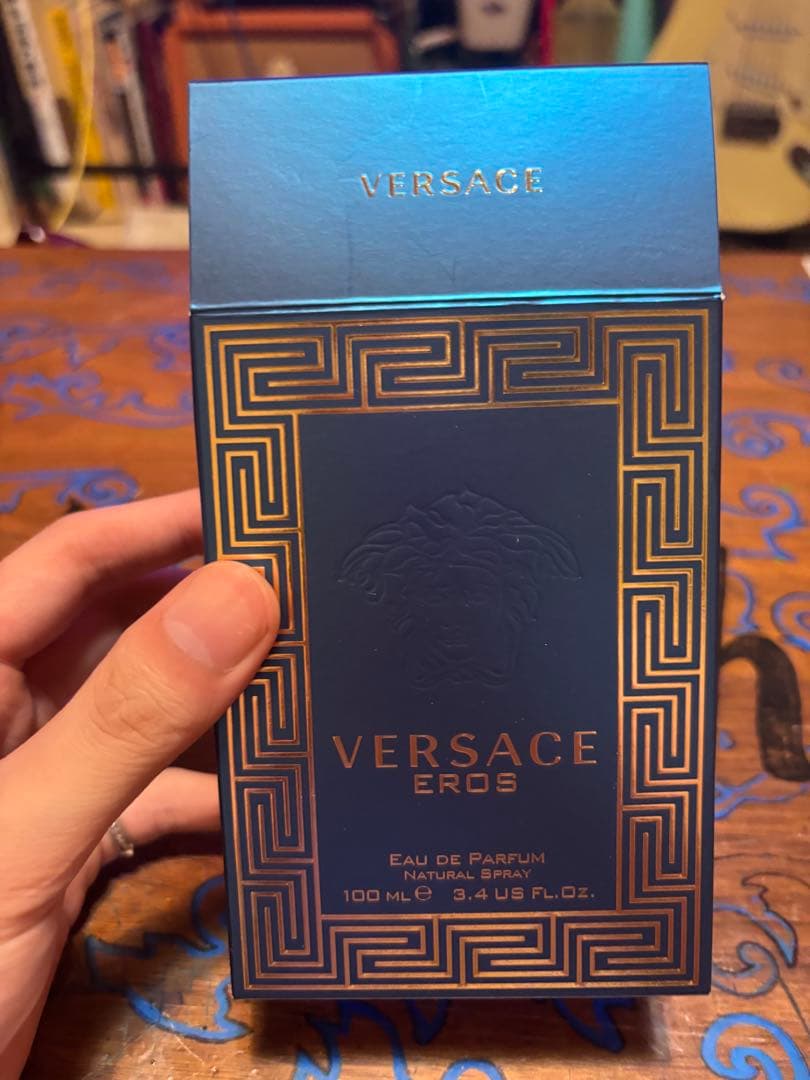 VERSACE
VERSACE
EROS
EAU DE PARFUM
NATURAL SPRAY
100 ML ℮ 3.4 US FL.OZ.